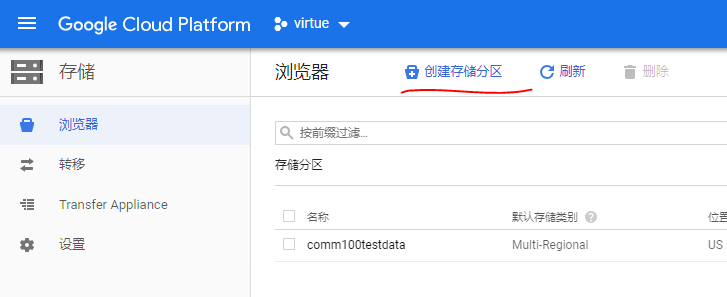 Google Cloud Platform virtue
存储 浏览器 创建存储分区 刷新 删除
浏览器
按前缀过滤...
转移
存储分区
Transfer Appliance
名称 默认存储类别 位置
设置
comm100testdata Multi-Regional US